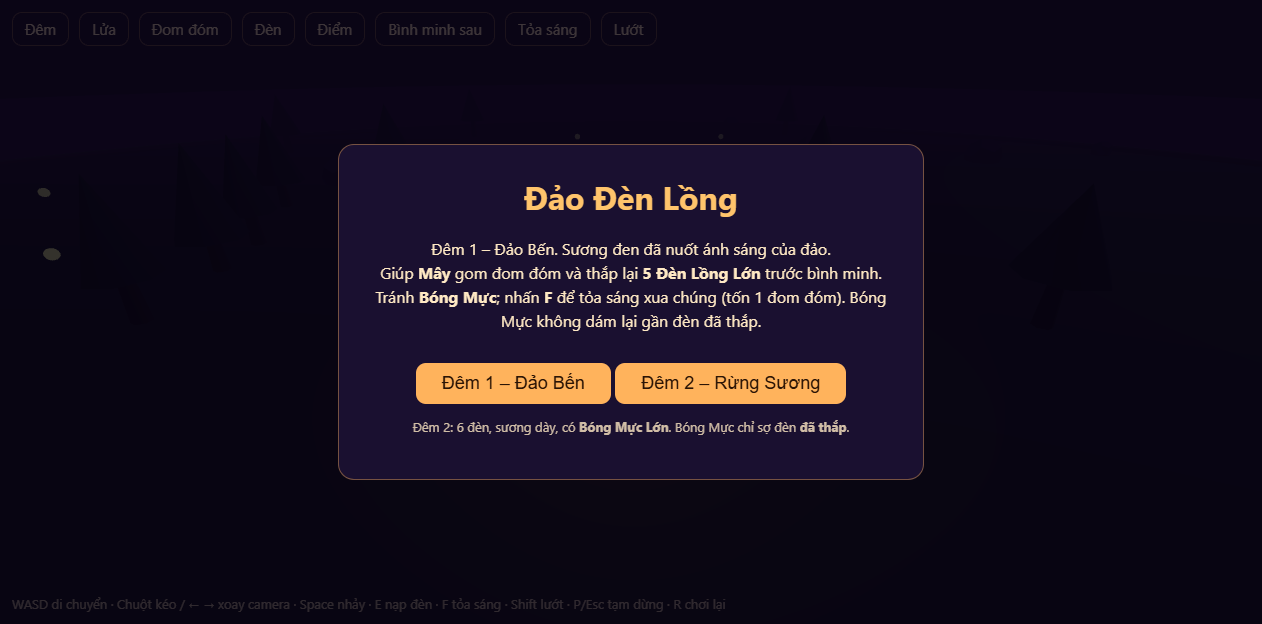 Đêm Lửa Đom đóm Đèn Điểm Bình minh sau Tỏa sáng Lướt
Đảo Đèn Lồng
Đêm 1 – Đảo Bến. Sương đen đã nuốt ánh sáng của đảo.
Giúp Mây gom đom đóm và thắp lại 5 Đèn Lồng Lớn trước bình minh.
Tránh Bóng Mực; nhấn F để tỏa sáng xua chúng (tốn 1 đom đóm). Bóng
Mực không dám lại gần đèn đã thắp.
Đêm 1 – Đảo Bến Đêm 2 – Rừng Sương
Đêm 2: 6 đèn, sương dày, có Bóng Mực Lớn. Bóng Mực chỉ sợ đèn đã thắp.
WASD di chuyển · Chuột kéo / ← → xoay camera · Space nhảy · E nạp đèn · F tỏa sáng · Shift lướt · P/Esc tạm dừng · R chơi lại